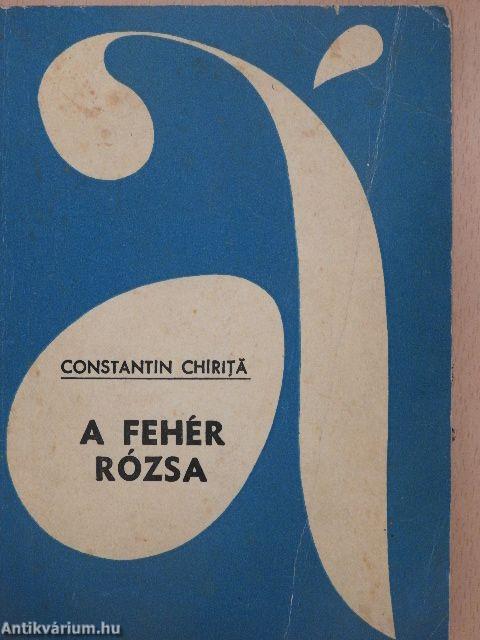 CONSTANTIN CHIRIȚĂ
A FEHÉR
RÓZSA
Antikvárium.hu